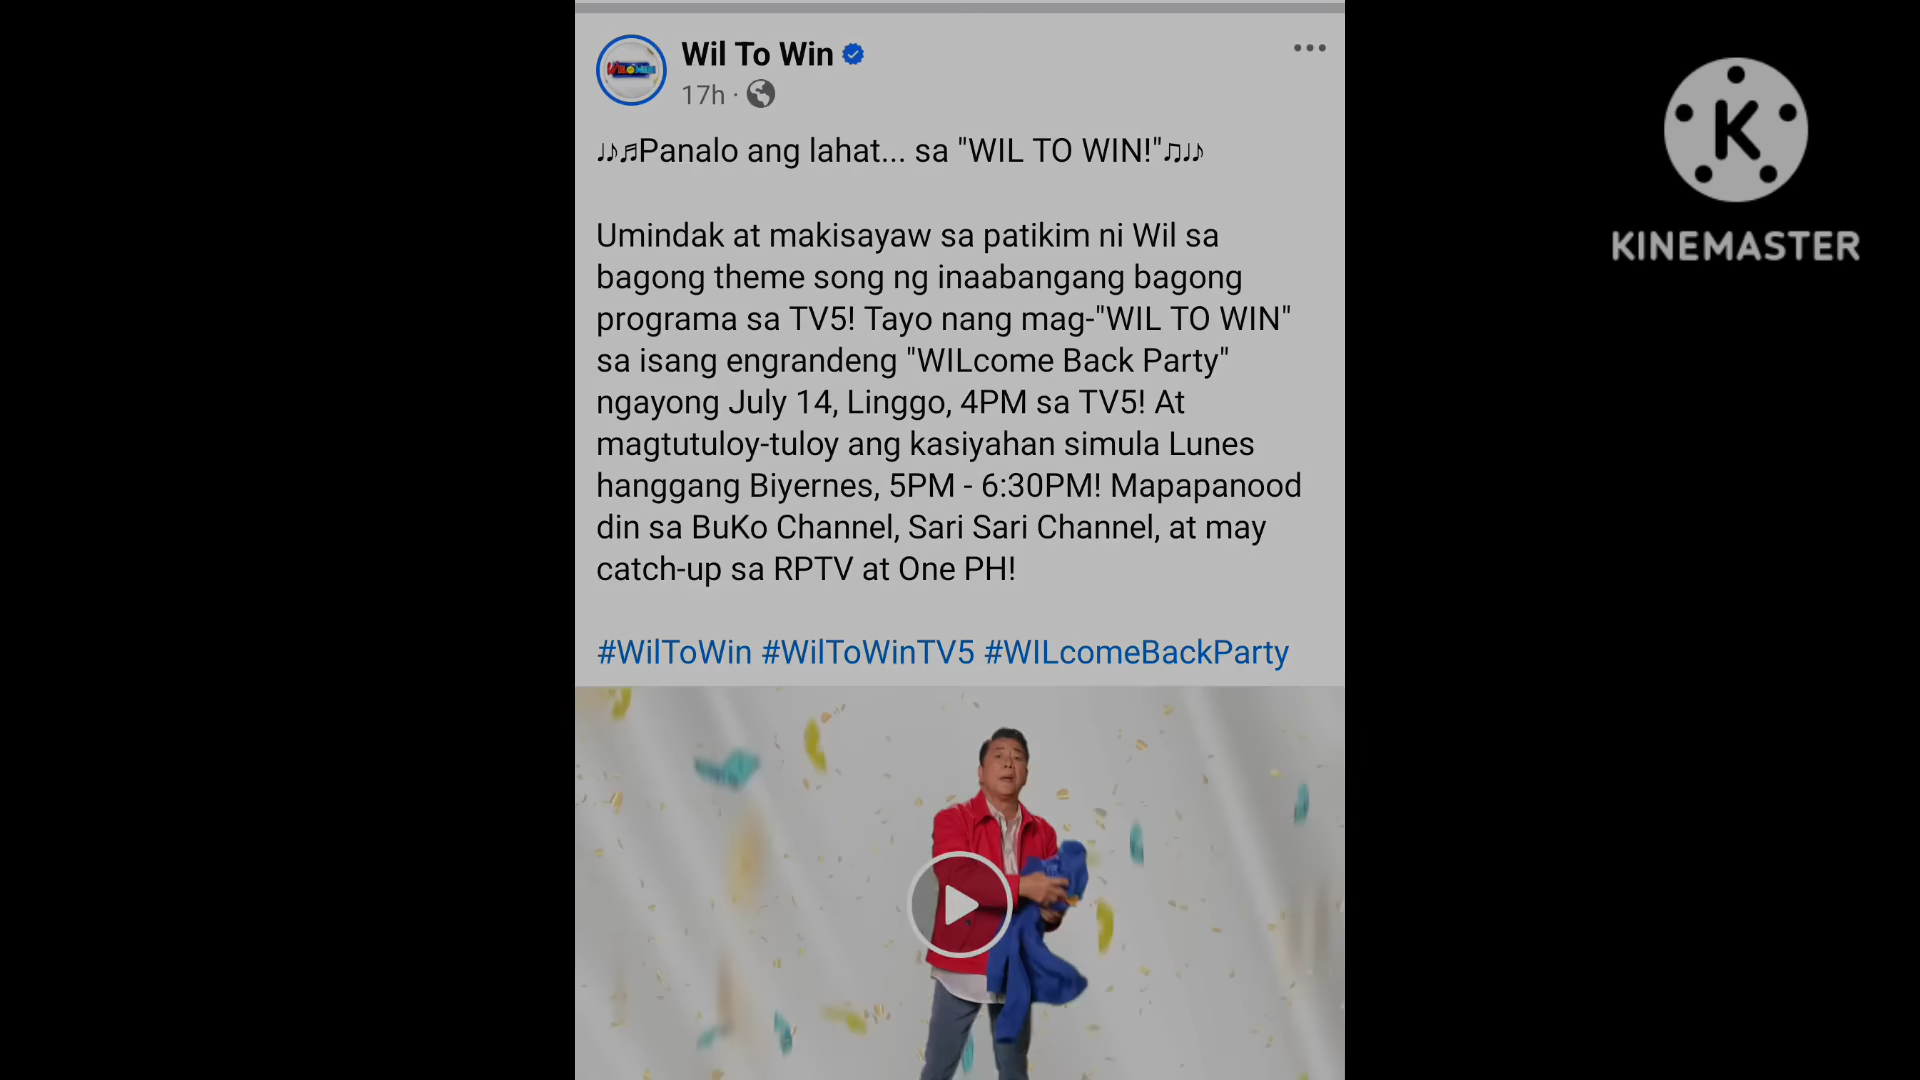 Wil To Win
17h ·
♩♪♬Panalo ang lahat... sa "WIL TO WIN!"♫♩♪
Umindak at makisayaw sa patikim ni Wil sa
bagong theme song ng inaabangang bagong
programa sa TV5! Tayo nang mag-"WIL TO WIN"
sa isang engrandeng "WILcome Back Party"
ngayong July 14, Linggo, 4PM sa TV5! At
magtutuloy-tuloy ang kasiyahan simula Lunes
hanggang Biyernes, 5PM - 6:30PM! Mapapanood
din sa BuKo Channel, Sari Sari Channel, at may
catch-up sa RPTV at One PH!
#WilToWin #WilToWinTV5 #WILcomeBackParty
K
KINEMASTER